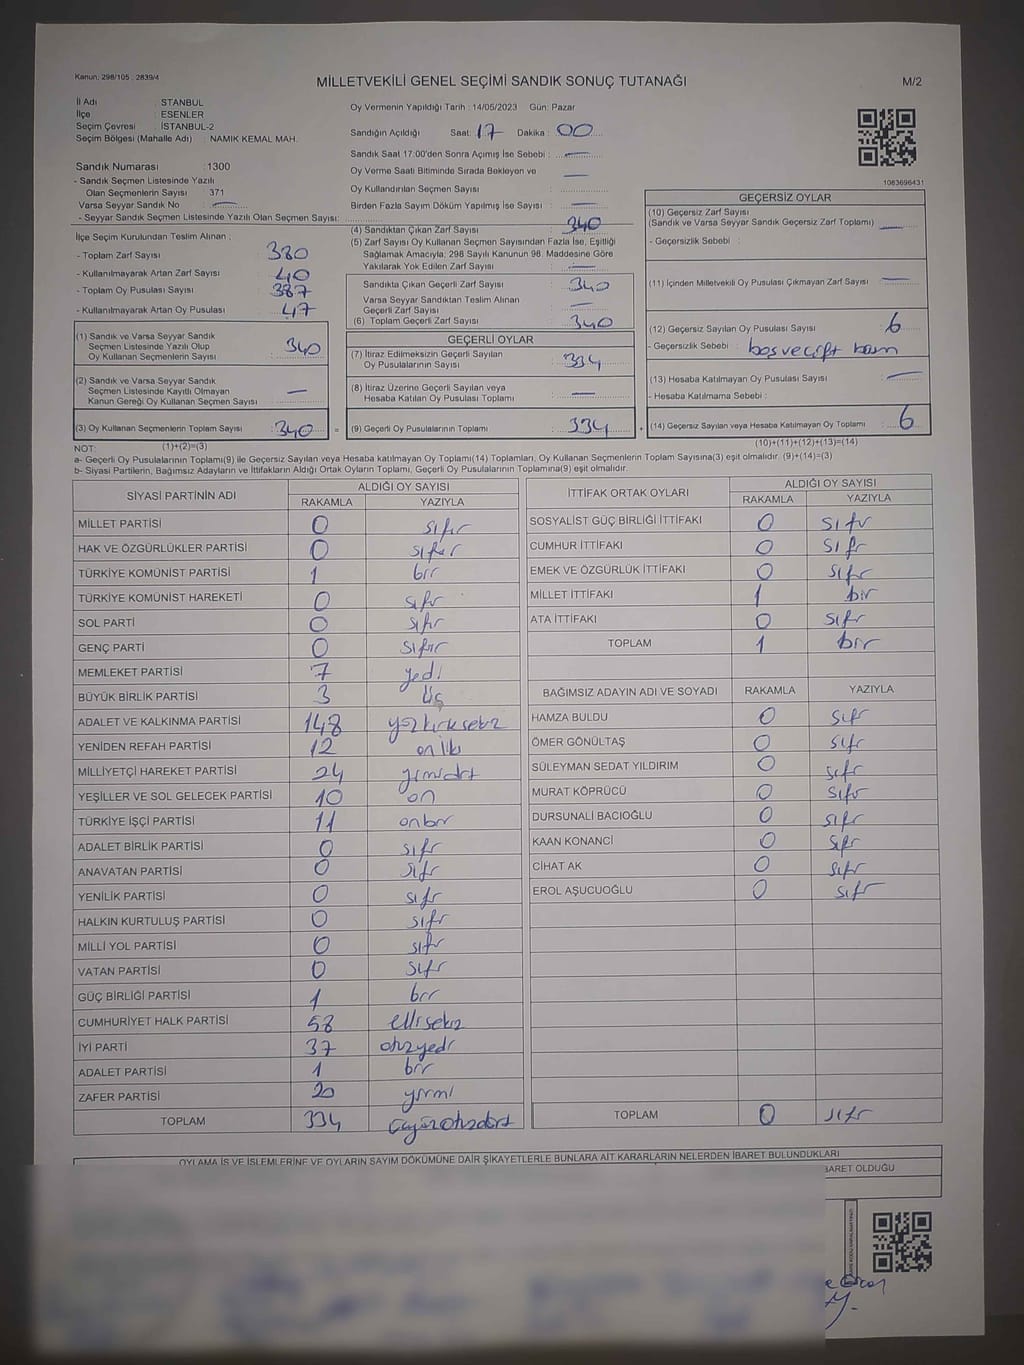 Kanun: 298/105 ; 2839/4
MİLLETVEKİLİ GENEL SEÇİMİ SANDIK SONUÇ TUTANAĞI
M/2
İl Adı : STANBUL
İlçe : ESENLER
Seçim Çevresi : İSTANBUL-2
Seçim Bölgesi (Mahalle Adı) : NAMIK KEMAL MAH.
Oy Vermenin Yapıldığı Tarih : 14/05/2023 Gün: Pazar
Sandığın Açıldığı Saat: 17 Dakika : 00
Sandık Saat 17:00'den Sonra Açımış İse Sebebi : —
Oy Verme Saati Bitiminde Sırada Bekleyen ve
Oy Kullandırılan Seçmen Sayısı —
Birden Fazla Sayım Döküm Yapılmış İse Sayısı : —
1083696431
Sandık Numarası : 1300
- Sandık Seçmen Listesinde Yazılı
Olan Seçmenlerin Sayısı 371
Varsa Seyyar Sandık No : —
- Seyyar Sandık Seçmen Listesinde Yazılı Olan Seçmen Sayısı:
İlçe Seçim Kurulundan Teslim Alınan ;
- Toplam Zarf Sayısı : 380
- Kullanılmayarak Artan Zarf Sayısı : 40
- Toplam Oy Pusulası Sayısı : 387
- Kullanılmayarak Artan Oy Pusulası : 47
(1) Sandık ve Varsa Seyyar Sandık
Seçmen Listesinde Yazılı Olup
Oy Kullanan Seçmenlerin Sayısı : 340
(2) Sandık ve Varsa Seyyar Sandık
Seçmen Listesinde Kayıtlı Olmayan
Kanun Gereği Oy Kullanan Seçmen Sayısı : —
(3) Oy Kullanan Seçmenlerin Toplam Sayısı : 340
(4) Sandıktan Çıkan Zarf Sayısı : 340
(5) Zarf Sayısı Oy Kullanan Seçmen Sayısından Fazla İse, Eşitliği
Sağlamak Amacıyla; 298 Sayılı Kanunun 98. Maddesine Göre
Yakılarak Yok Edilen Zarf Sayısı : —
Sandıkta Çıkan Geçerli Zarf Sayısı : 340
Varsa Seyyar Sandıktan Teslim Alınan
Geçerli Zarf Sayısı : —
(6) Toplam Geçerli Zarf Sayısı : 340
GEÇERLİ OYLAR
(7) İtiraz Edilmeksizin Geçerli Sayılan
Oy Pusulalarının Sayısı : 334
(8) İtiraz Üzerine Geçerli Sayılan veya
Hesaba Katılan Oy Pusulası Toplamı : —
= (9) Geçerli Oy Pusulalarının Toplamı : 334
GEÇERSİZ OYLAR
(10) Geçersiz Zarf Sayısı
(Sandık ve Varsa Seyyar Sandık Geçersiz Zarf Toplamı) —
- Geçersizlik Sebebi :
(11) İçinden Milletvekili Oy Pusulası Çıkmayan Zarf Sayısı : —
(12) Geçersiz Sayılan Oy Pusulası Sayısı : 6
- Geçersizlik Sebebi : boş ve çift
(13) Hesaba Katılmayan Oy Pusulası Sayısı : —
- Hesaba Katılmama Sebebi :
+ (14) Geçersiz Sayılan veya Hesaba Katılmayan Oy Toplamı : 6
NOT: (1)+(2)=(3)
(10)+(11)+(12)+(13)=(14)
a- Geçerli Oy Pusulalarının Toplamı(9) ile Geçersiz Sayılan veya Hesaba katılmayan Oy Toplamı(14) Toplamları, Oy Kullanan Seçmenlerin Toplam Sayısına(3) eşit olmalıdır. (9)+(14)=(3)
b- Siyasi Partilerin, Bağımsız Adayların ve İttifakların Aldığı Ortak Oyların Toplamı, Geçerli Oy Pusulalarının Toplamına(9) eşit olmalıdır.
SİYASİ PARTİNİN ADI ALDIĞI OY SAYISI
RAKAMLA YAZIYLA
MİLLET PARTİSİ 0 sıfır
HAK VE ÖZGÜRLÜKLER PARTİSİ 0 sıfır
TÜRKİYE KOMÜNİST PARTİSİ 1 bir
TÜRKİYE KOMÜNİST HAREKETİ 0 sıfır
SOL PARTİ 0 sıfır
GENÇ PARTİ 0 sıfır
MEMLEKET PARTİSİ 7 yedi
BÜYÜK BİRLİK PARTİSİ 3 üç
ADALET VE KALKINMA PARTİSİ 148 yüzkırksekiz
YENİDEN REFAH PARTİSİ 12 oniki
MİLLİYETÇİ HAREKET PARTİSİ 24 yirmidört
YEŞİLLER VE SOL GELECEK PARTİSİ 10 on
TÜRKİYE İŞÇİ PARTİSİ 11 onbir
ADALET BİRLİK PARTİSİ 0 sıfır
ANAVATAN PARTİSİ 0 sıfır
YENİLİK PARTİSİ 0 sıfır
HALKIN KURTULUŞ PARTİSİ 0 sıfır
MİLLİ YOL PARTİSİ 0 sıfır
VATAN PARTİSİ 0 sıfır
GÜÇ BİRLİĞİ PARTİSİ 1 bir
CUMHURİYET HALK PARTİSİ 58 ellisekiz
İYİ PARTİ 37 otuzyedi
ADALET PARTİSİ 1 bir
ZAFER PARTİSİ 20 yirmi
TOPLAM 334 üçyüzotuzdört
İTTİFAK ORTAK OYLARI ALDIĞI OY SAYISI
RAKAMLA YAZIYLA
SOSYALİST GÜÇ BİRLİĞİ İTTİFAKI 0 sıfır
CUMHUR İTTİFAKI 0 sıfır
EMEK VE ÖZGÜRLÜK İTTİFAKI 0 sıfır
MİLLET İTTİFAKI 1 bir
ATA İTTİFAKI 0 sıfır
TOPLAM 1 bir
BAĞIMSIZ ADAYIN ADI VE SOYADI RAKAMLA YAZIYLA
HAMZA BULDU 0 sıfır
ÖMER GÖNÜLTAŞ 0 sıfır
SÜLEYMAN SEDAT YILDIRIM 0 sıfır
MURAT KÖPRÜCÜ 0 sıfır
DURSUNALİ BACIOĞLU 0 sıfır
KAAN KONANCİ 0 sıfır
CİHAT AK 0 sıfır
EROL AŞUCUOĞLU 0 sıfır
TOPLAM 0 sıfır
OYLAMA İŞ VE İŞLEMLERİNE VE OYLARIN SAYIM DÖKÜMÜNE DAİR ŞİKAYETLERLE BUNLARA AİT KARARLARIN NELERDEN İBARET BULUNDUKLARI
BARET OLDUĞU